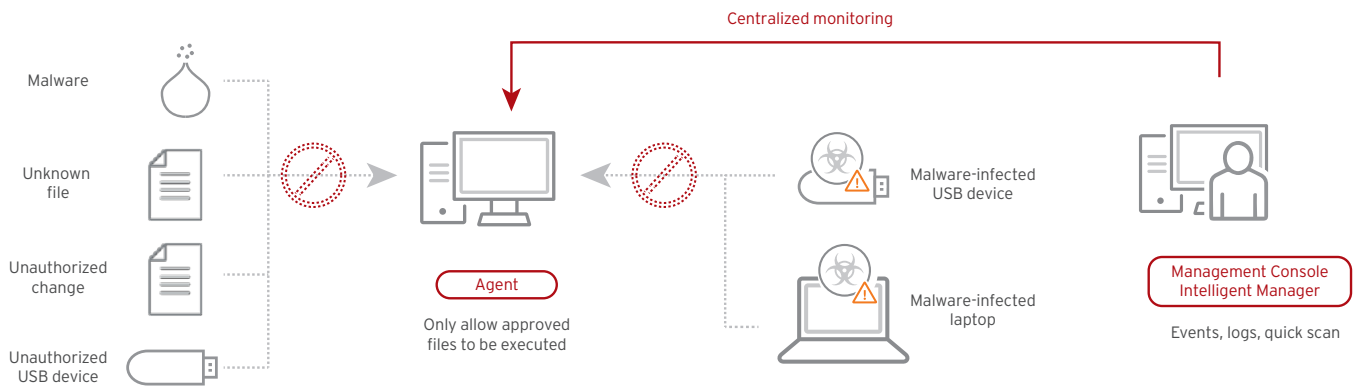 Centralized monitoring
Malware
Unknown
file
Unauthorized
change
Unauthorized
USB device
Agent
Only allow approved
files to be executed
Malware-infected
USB device
Malware-infected
laptop
Management Console
Intelligent Manager
Events, logs, quick scan